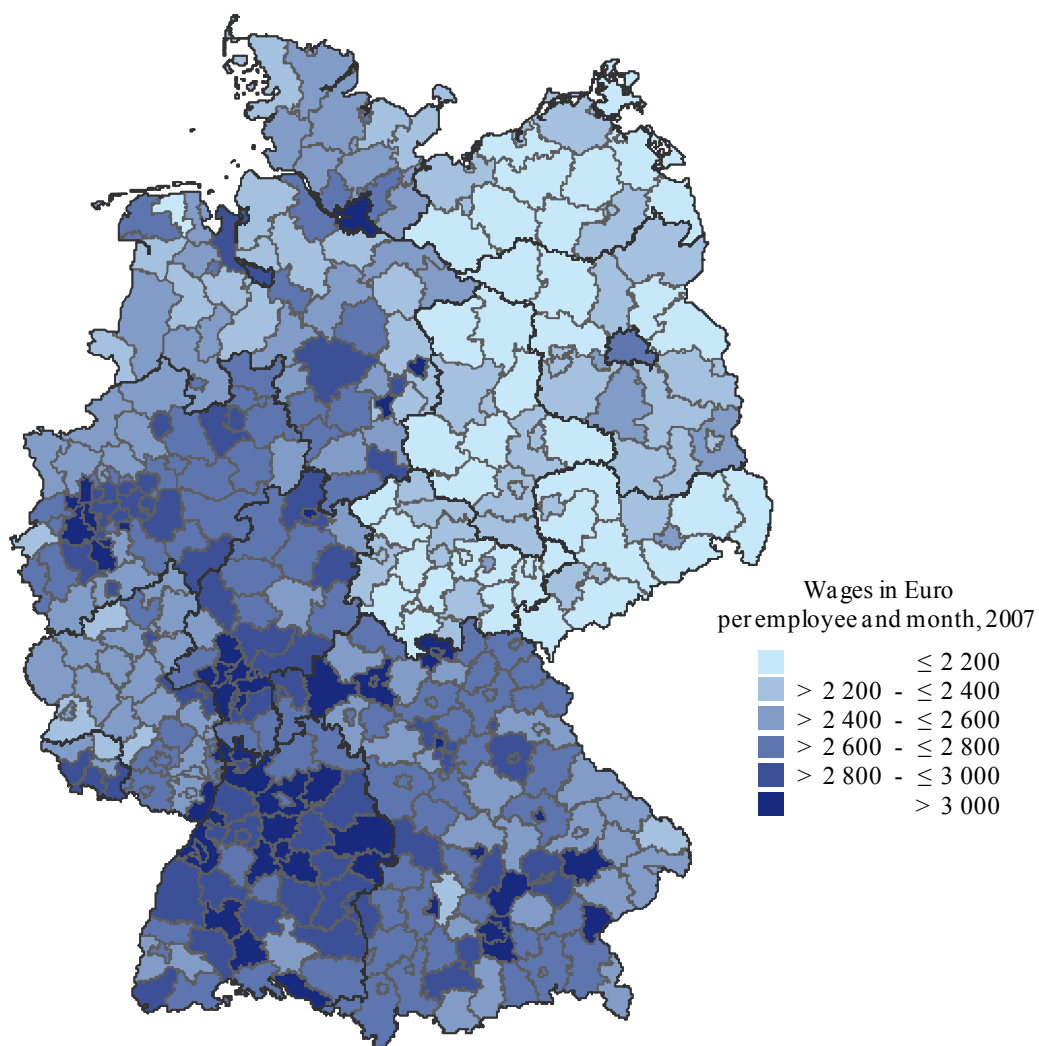 Wages in Euro
per employee and month, 2007
≤ 2 200
> 2 200 - ≤ 2 400
> 2 400 - ≤ 2 600
> 2 600 - ≤ 2 800
> 2 800 - ≤ 3 000
> 3 000